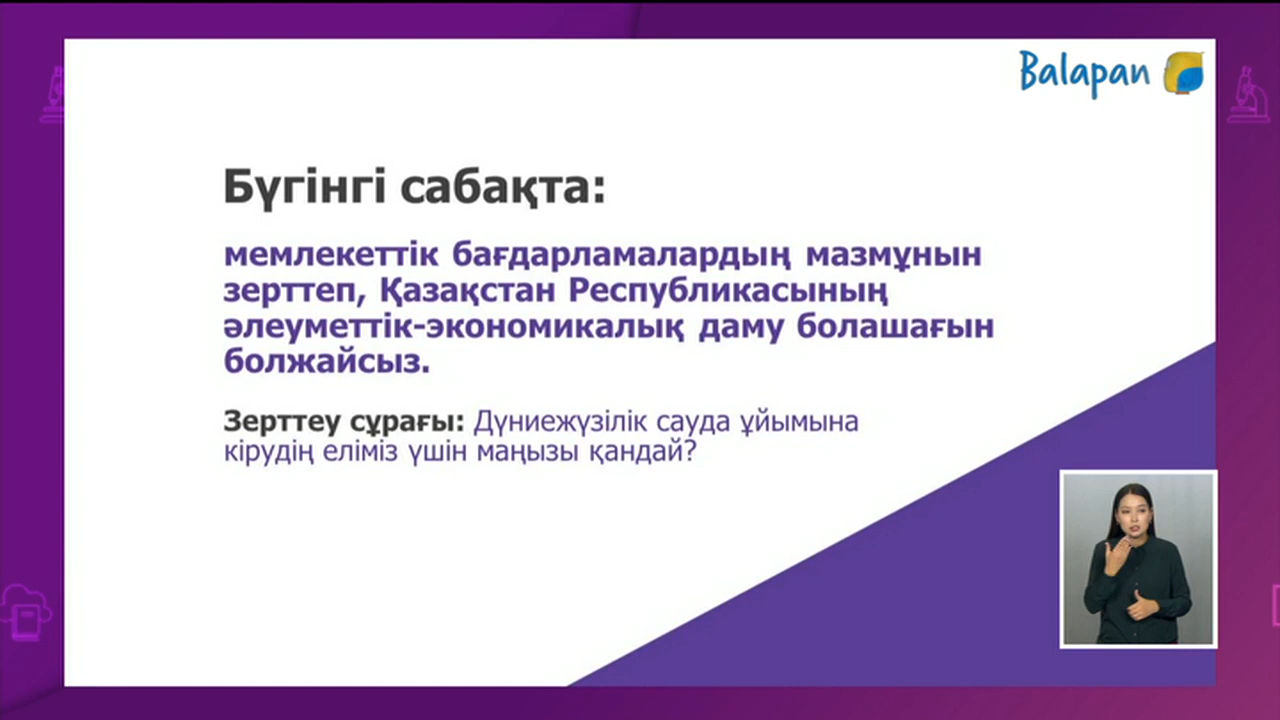 Balapan
Бүгінгі сабақта:
мемлекеттік бағдарламалардың мазмұнын
зерттеп, Қазақстан Республикасының
әлеуметтік-экономикалық даму болашағын
болжайсыз.
Зерттеу сұрағы: Дүниежүзілік сауда ұйымына
кірудің еліміз үшін маңызы қандай?